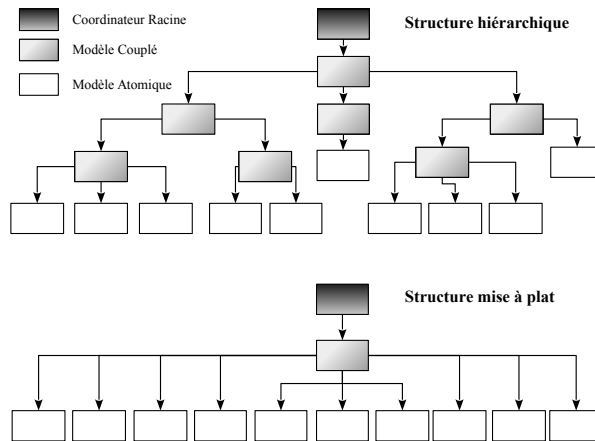 Coordinateur Racine
Structure hiérarchique
Modèle Couplé
Modèle Atomique
Structure mise à plat